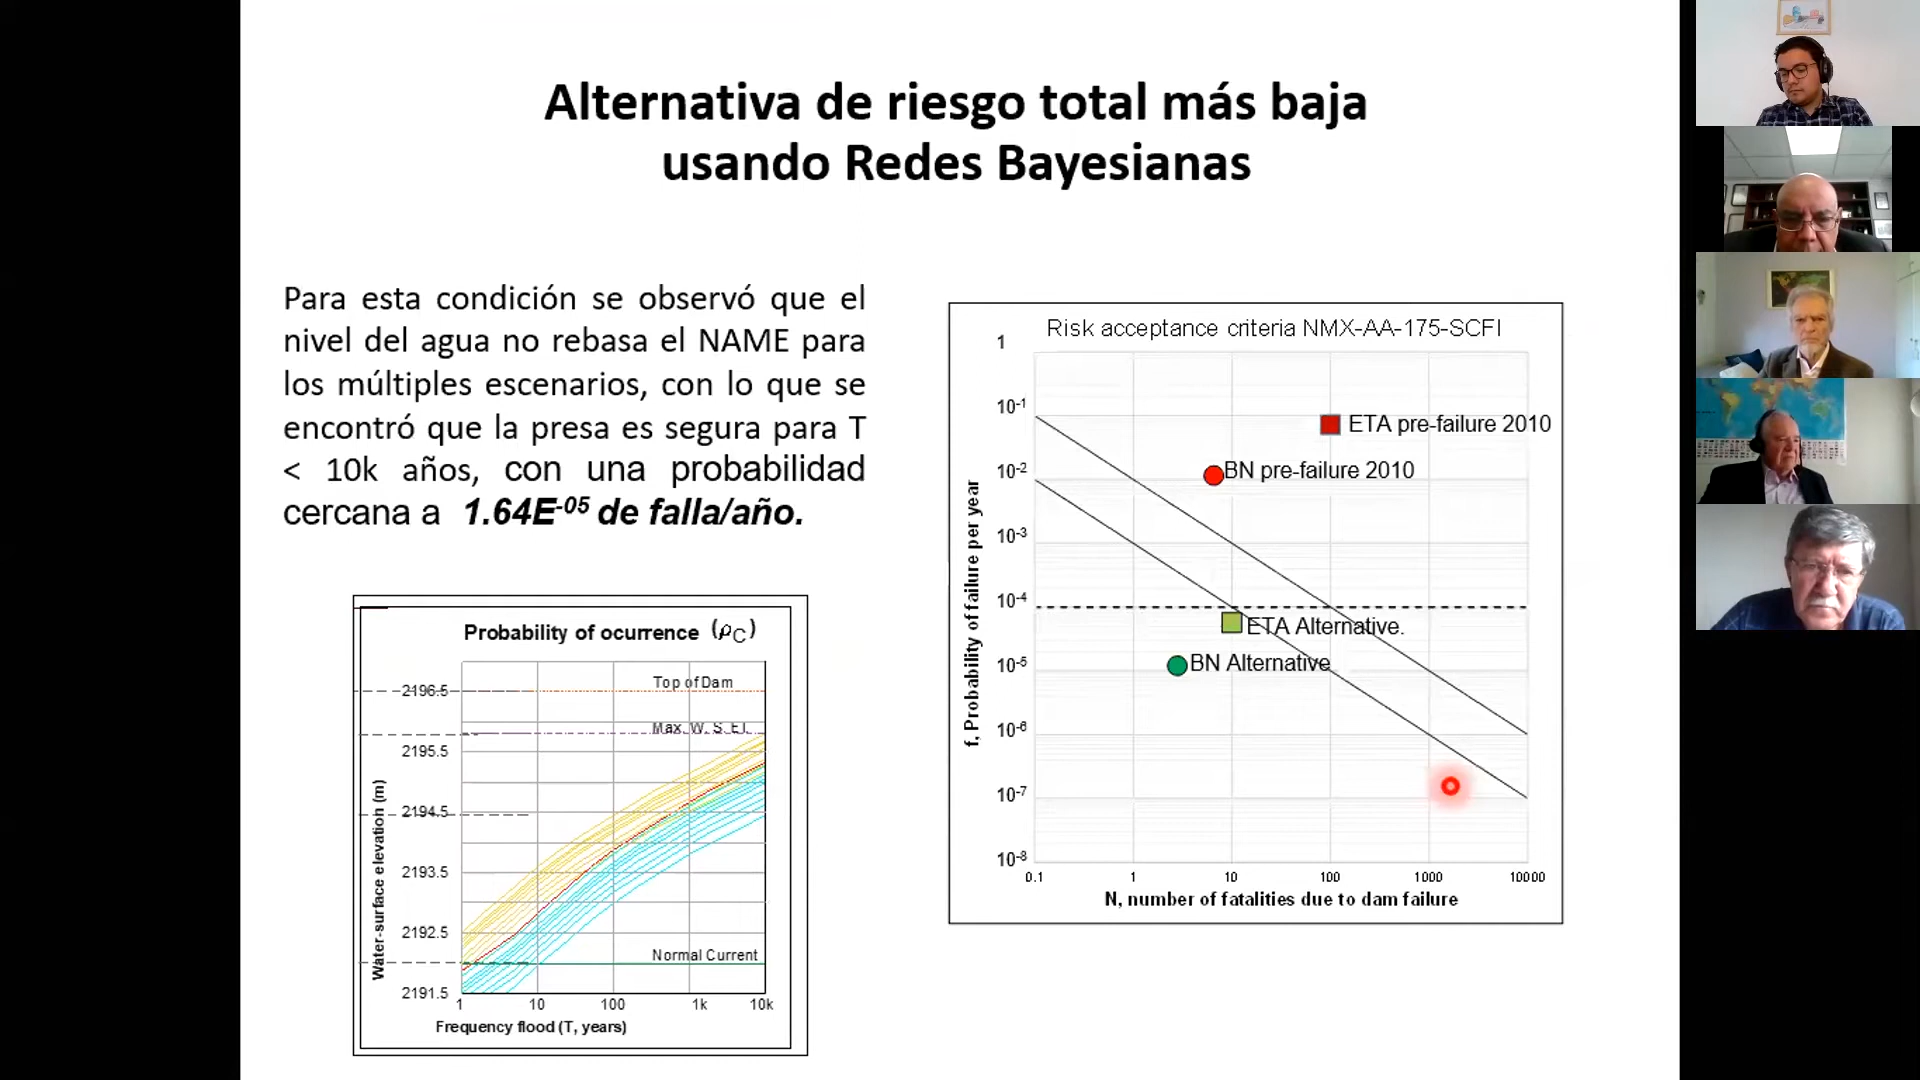 Alternativa de riesgo total más baja
usando Redes Bayesianas
Para esta condición se observó que el
nivel del agua no rebasa el NAME para
los múltiples escenarios, con lo que se
encontró que la presa es segura para T
< 10k años, con una probabilidad
cercana a 1.64E-05 de falla/año.
Probability of ocurrence (ρC)
Top of Dam
2196.5
Max. W. S. El.
2195.5
2194.5
2193.5
2192.5
Normal Current
2191.5
Water-surface elevation (m)
1 10 100 1k 10k
Frequency flood (T, years)
Risk acceptance criteria NMX-AA-175-SCFI
1
10-1
ETA pre-failure 2010
10-2
BN pre-failure 2010
10-3
10-4
ETA Alternative.
10-5
BN Alternative
10-6
10-7
10-8
f, Probability of failure per year
0.1 1 10 100 1000 10000
N, number of fatalities due to dam failure